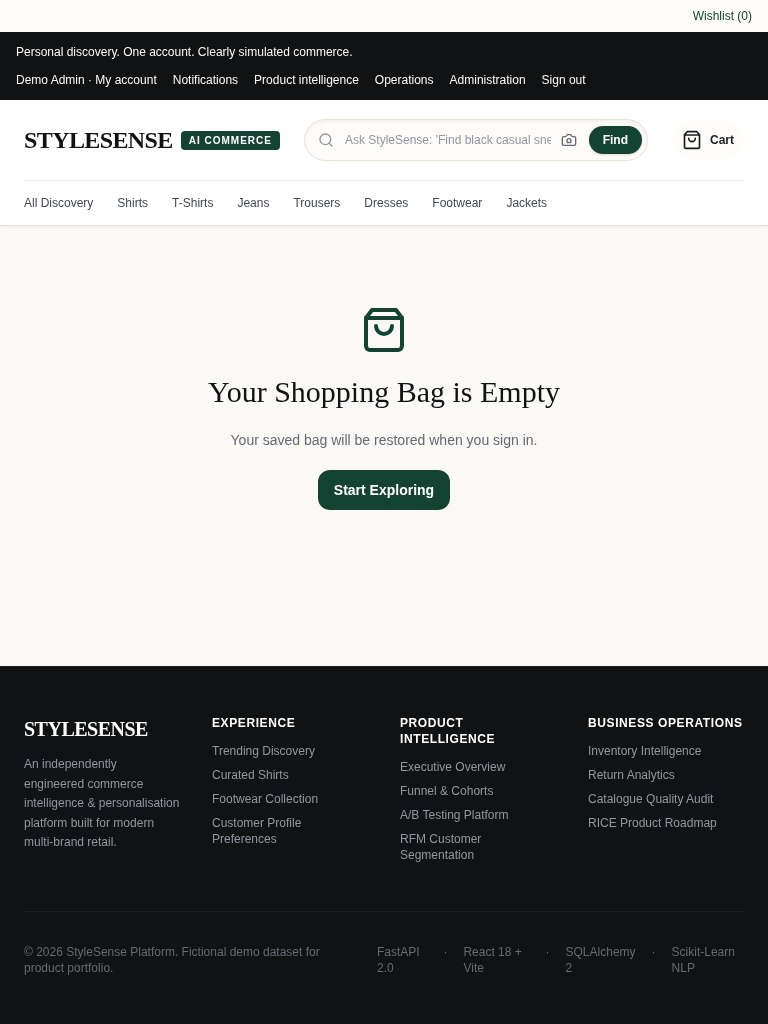 Wishlist (0)
Personal discovery. One account. Clearly simulated commerce.
Demo Admin · My account Notifications Product intelligence Operations Administration Sign out
STYLESENSE AI COMMERCE Ask StyleSense: 'Find black casual sne Find Cart
All Discovery Shirts T-Shirts Jeans Trousers Dresses Footwear Jackets
Your Shopping Bag is Empty
Your saved bag will be restored when you sign in.
Start Exploring
STYLESENSE
An independently
engineered commerce
intelligence & personalisation
platform built for modern
multi-brand retail.
EXPERIENCE
Trending Discovery
Curated Shirts
Footwear Collection
Customer Profile
Preferences
PRODUCT
INTELLIGENCE
Executive Overview
Funnel & Cohorts
A/B Testing Platform
RFM Customer
Segmentation
BUSINESS OPERATIONS
Inventory Intelligence
Return Analytics
Catalogue Quality Audit
RICE Product Roadmap
© 2026 StyleSense Platform. Fictional demo dataset for
product portfolio.
FastAPI
2.0
·
React 18 +
Vite
·
SQLAlchemy
2
·
Scikit-Learn
NLP